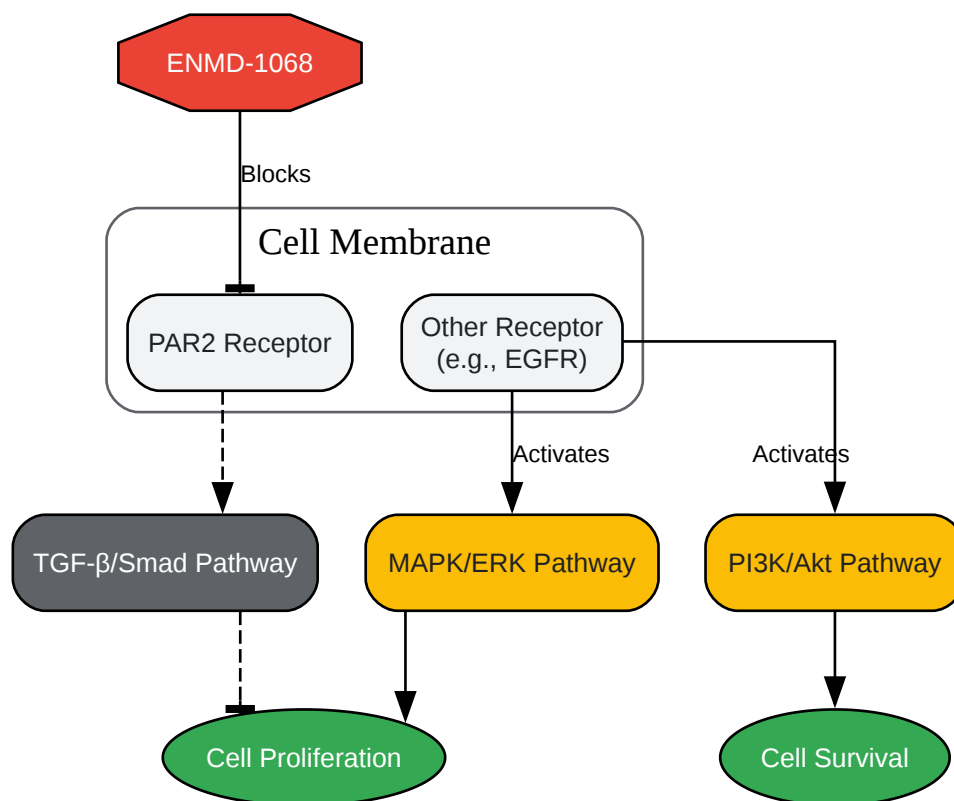 ENMD-1068
Blocks
Cell Membrane
PAR2 Receptor
Other Receptor
(e.g., EGFR)
Activates
Activates
TGF-β/Smad Pathway
MAPK/ERK Pathway
PI3K/Akt Pathway
Cell Proliferation
Cell Survival